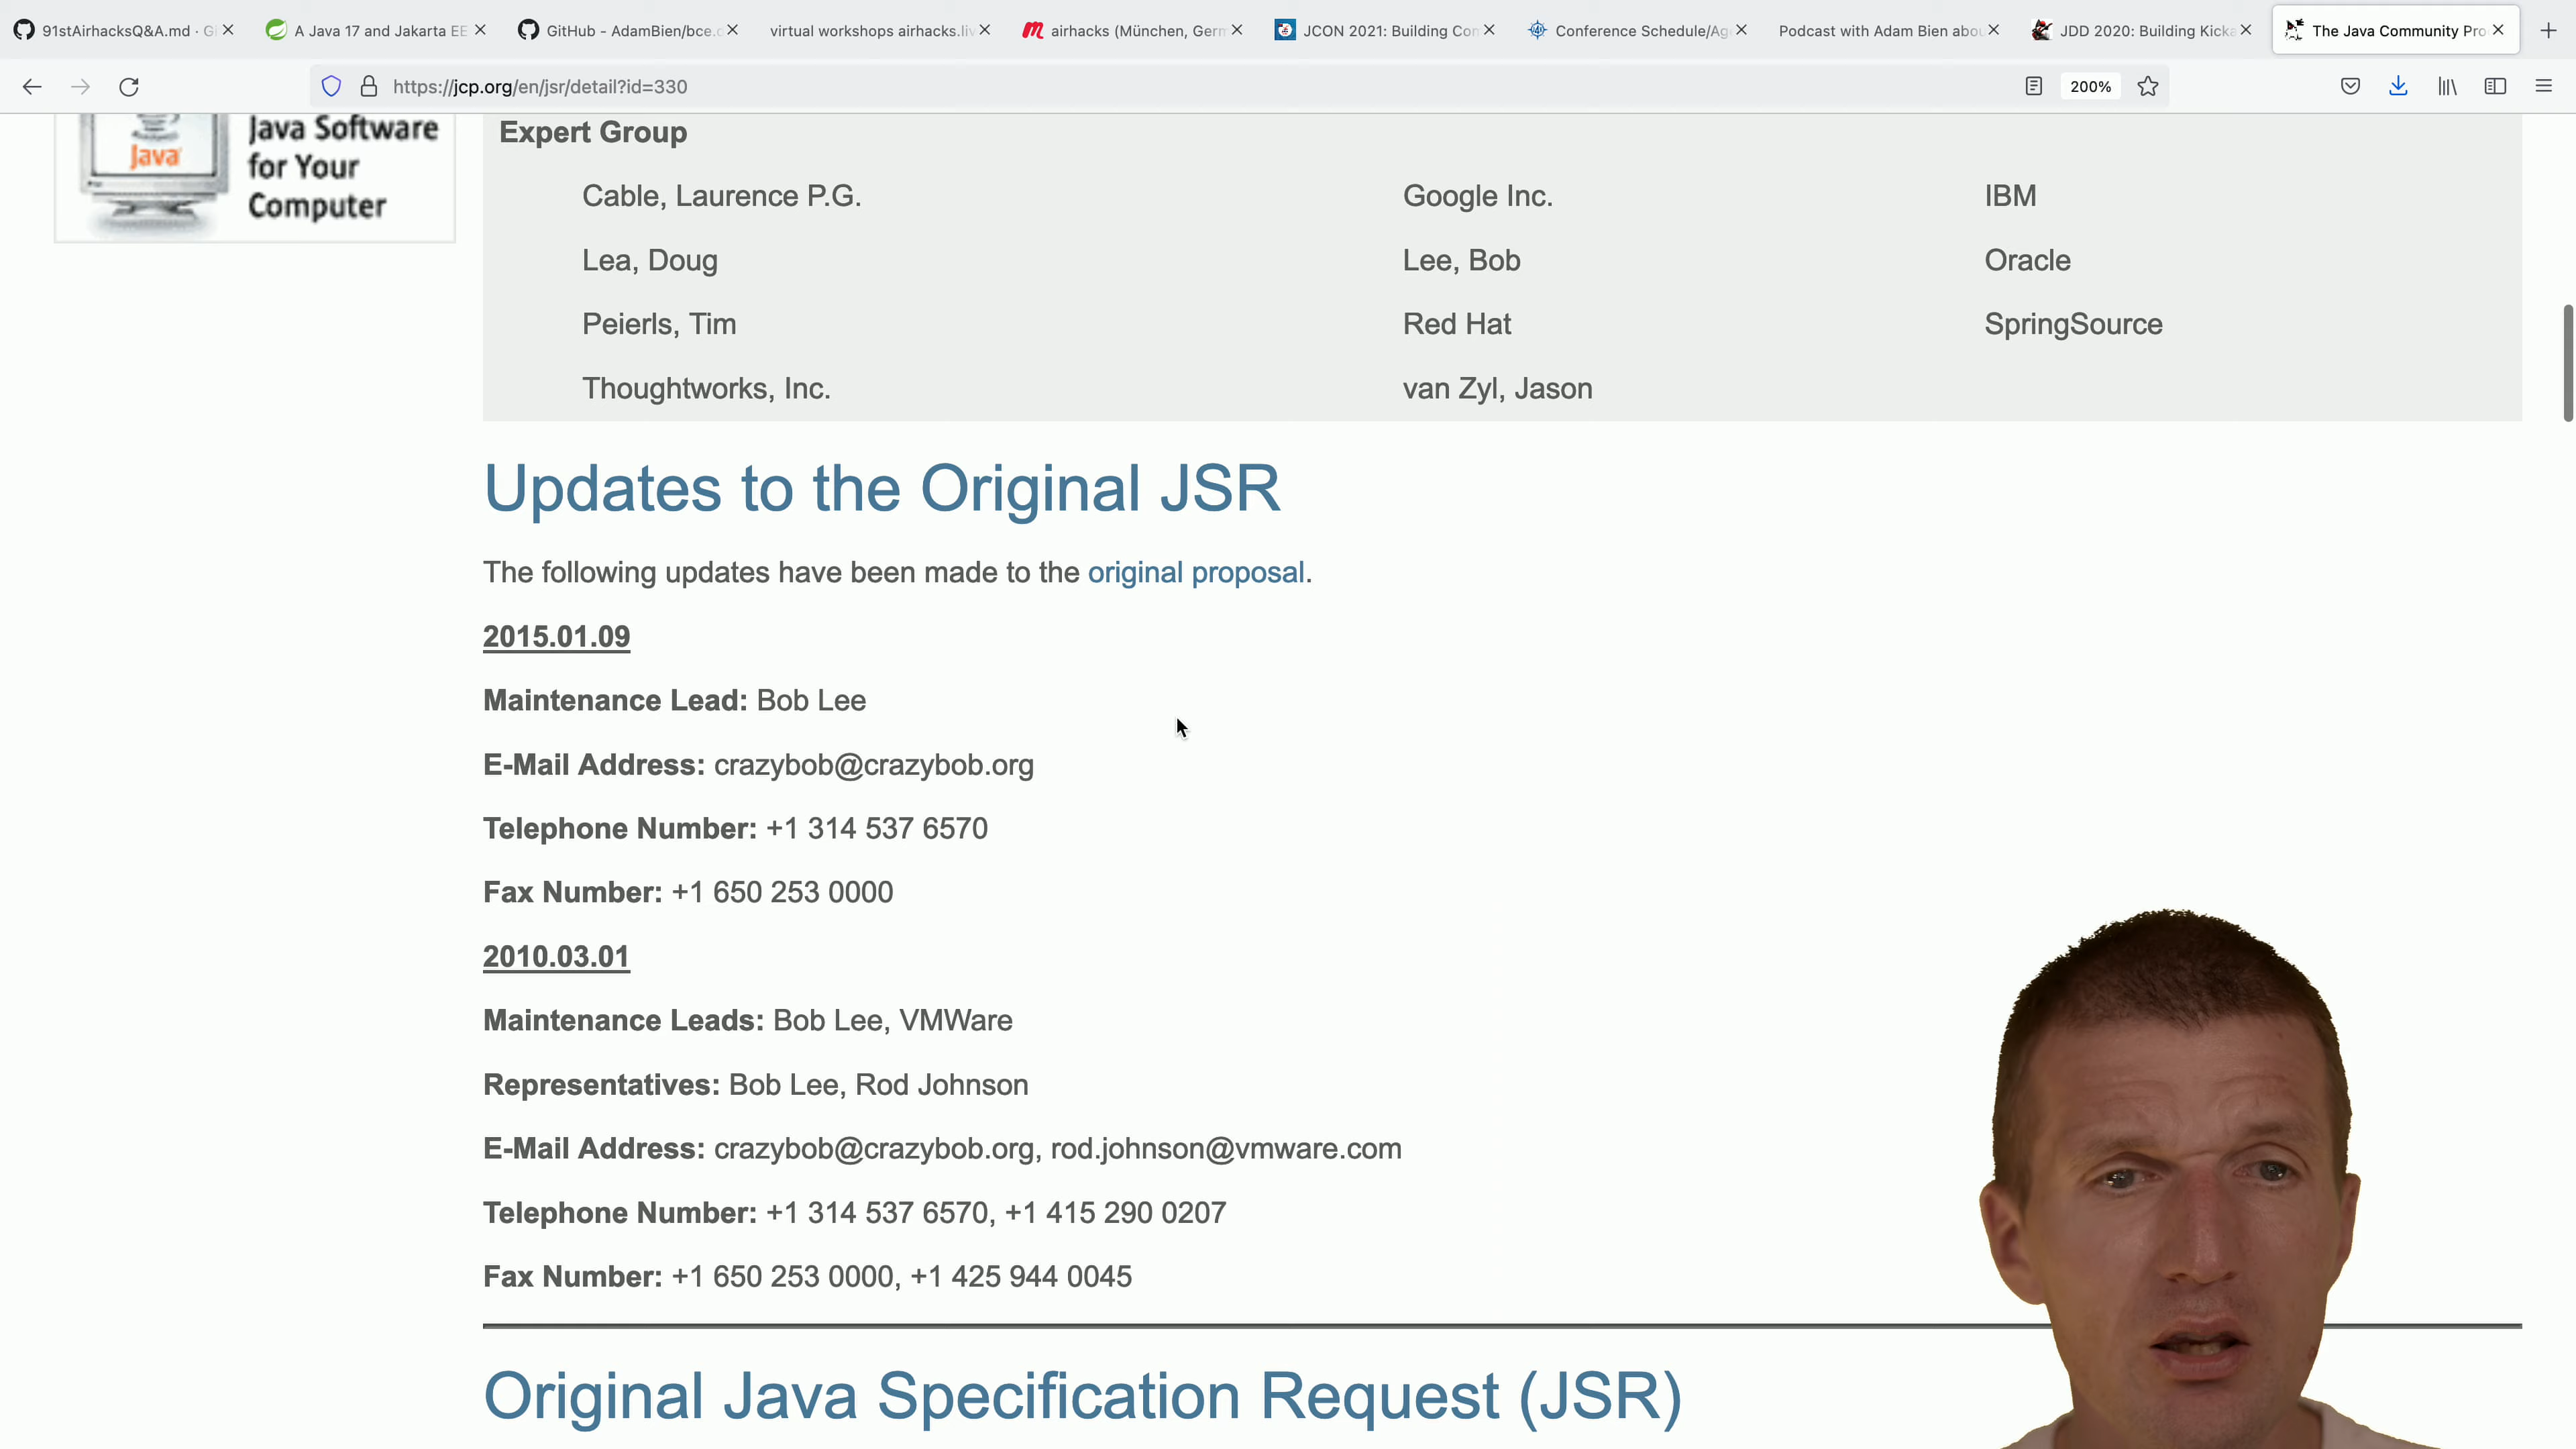 91stAirhacksQ&A.md · Gi
A Java 17 and Jakarta EE
GitHub - AdamBien/bce.d
virtual workshops airhacks.liv
airhacks (München, Germ
JCON 2021: Building Con
Conference Schedule/Age
Podcast with Adam Bien abou
JDD 2020: Building Kicka
The Java Community Pro
https://jcp.org/en/jsr/detail?id=330
200%
Java
Java Software
for Your
Computer
Expert Group
Cable, Laurence P.G. Google Inc. IBM
Lea, Doug Lee, Bob Oracle
Peierls, Tim Red Hat SpringSource
Thoughtworks, Inc. van Zyl, Jason
Updates to the Original JSR
The following updates have been made to the original proposal.
2015.01.09
Maintenance Lead: Bob Lee
E-Mail Address: crazybob@crazybob.org
Telephone Number: +1 314 537 6570
Fax Number: +1 650 253 0000
2010.03.01
Maintenance Leads: Bob Lee, VMWare
Representatives: Bob Lee, Rod Johnson
E-Mail Address: crazybob@crazybob.org, rod.johnson@vmware.com
Telephone Number: +1 314 537 6570, +1 415 290 0207
Fax Number: +1 650 253 0000, +1 425 944 0045
Original Java Specification Request (JSR)